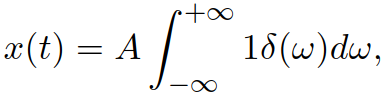 x(t) = A ∫_{-∞}^{+∞} 1δ(ω)dω,